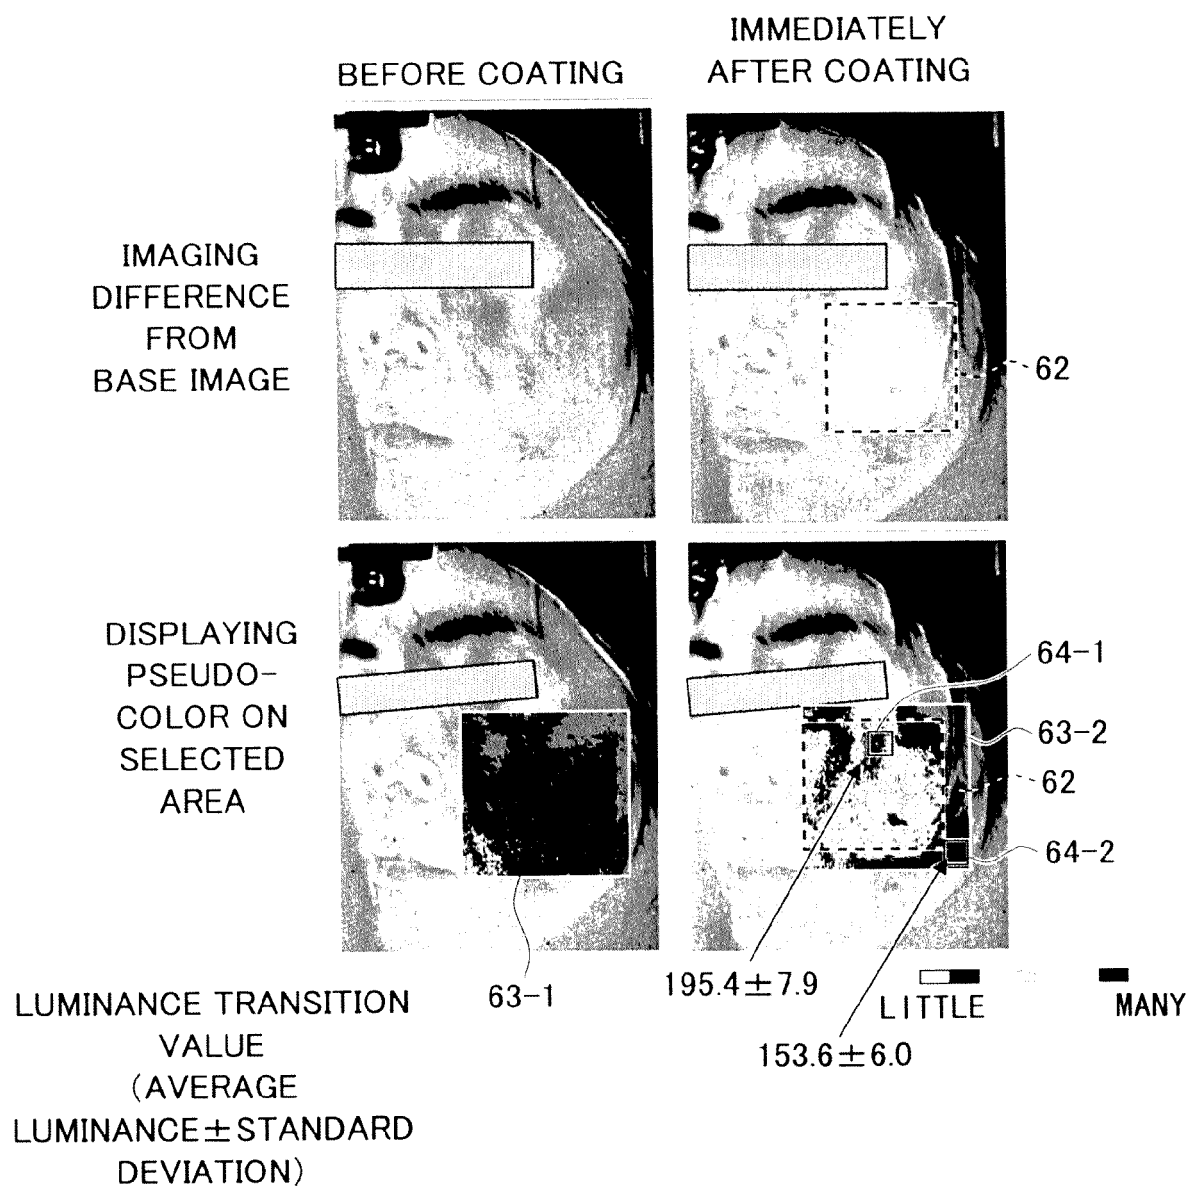 BEFORE COATING
IMMEDIATELY
AFTER COATING
IMAGING
DIFFERENCE
FROM
BASE IMAGE
62
DISPLAYING
PSEUDO-
COLOR ON
SELECTED
AREA
64-1
63-2
62
64-2
63-1
195.4±7.9
153.6±6.0
LITTLE
MANY
LUMINANCE TRANSITION
VALUE
(AVERAGE
LUMINANCE±STANDARD
DEVIATION)